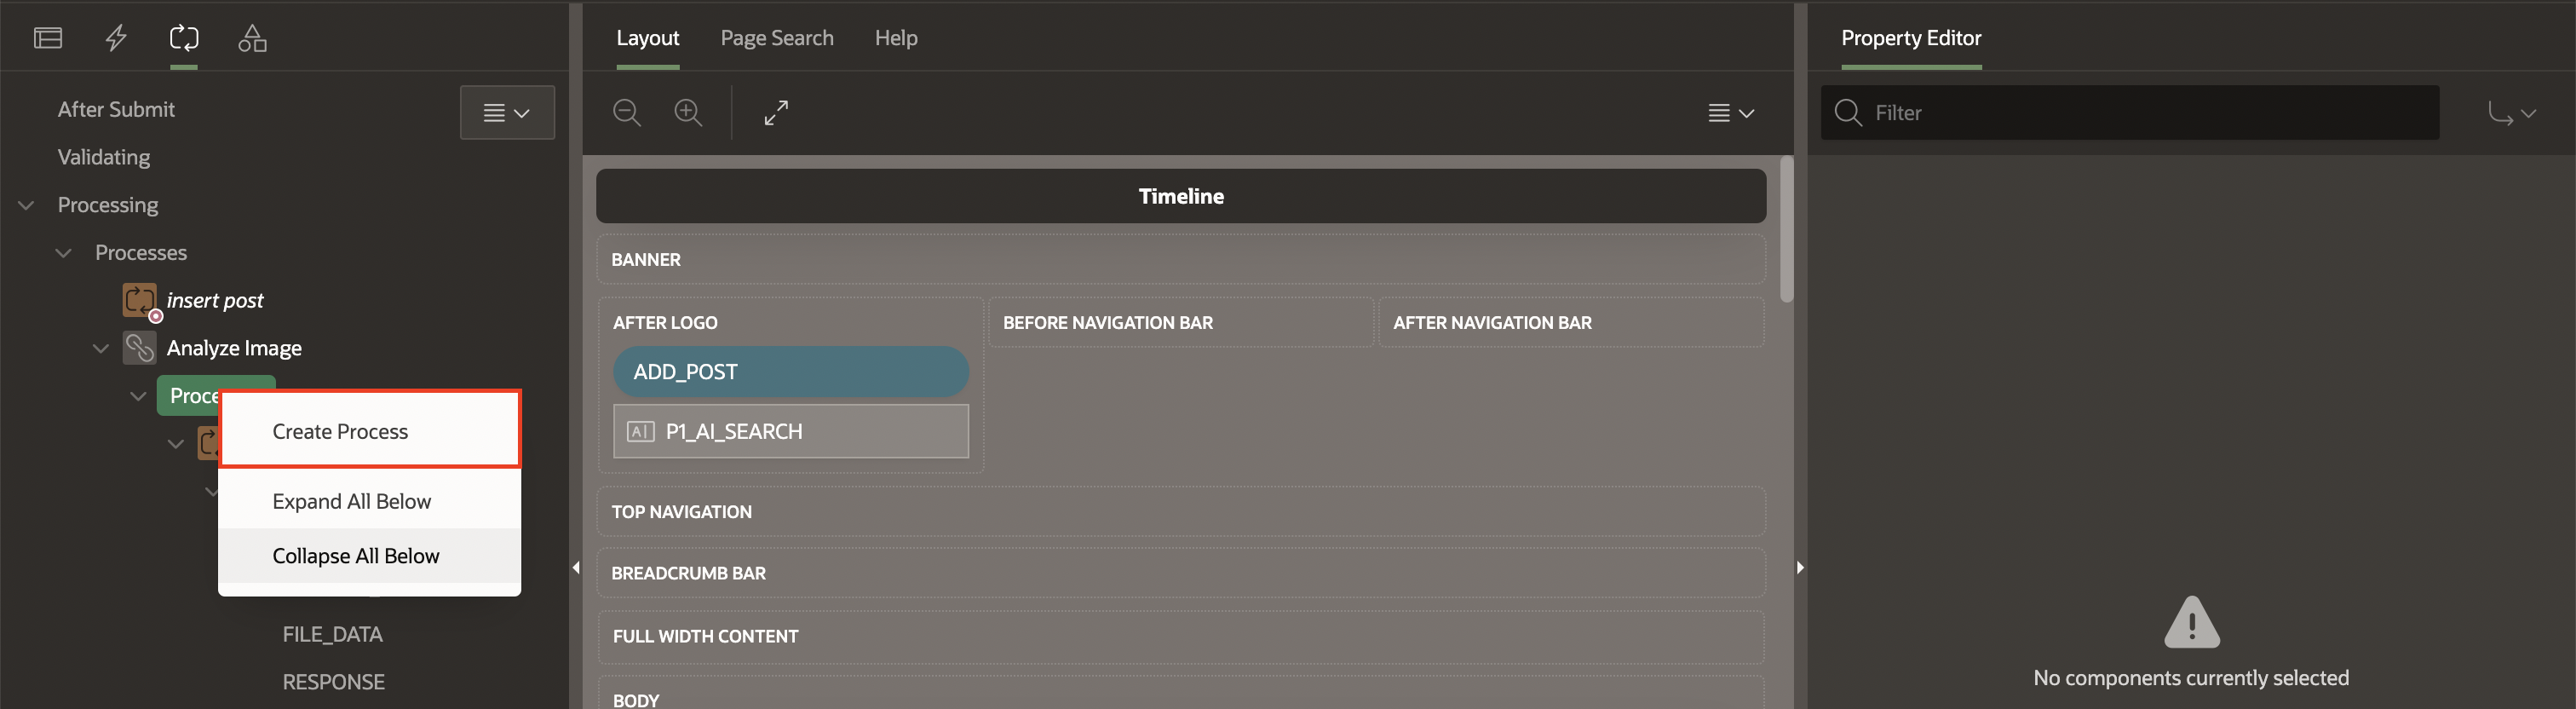 Layout
Page Search
Help
Property Editor
After Submit
Validating
Processing
Processes
insert post
Analyze Image
Create Process
Expand All Below
Collapse All Below
FILE_DATA
RESPONSE
Timeline
BANNER
AFTER LOGO
BEFORE NAVIGATION BAR
AFTER NAVIGATION BAR
ADD_POST
P1_AI_SEARCH
TOP NAVIGATION
BREADCRUMB BAR
FULL WIDTH CONTENT
BODY
Filter
No components currently selected